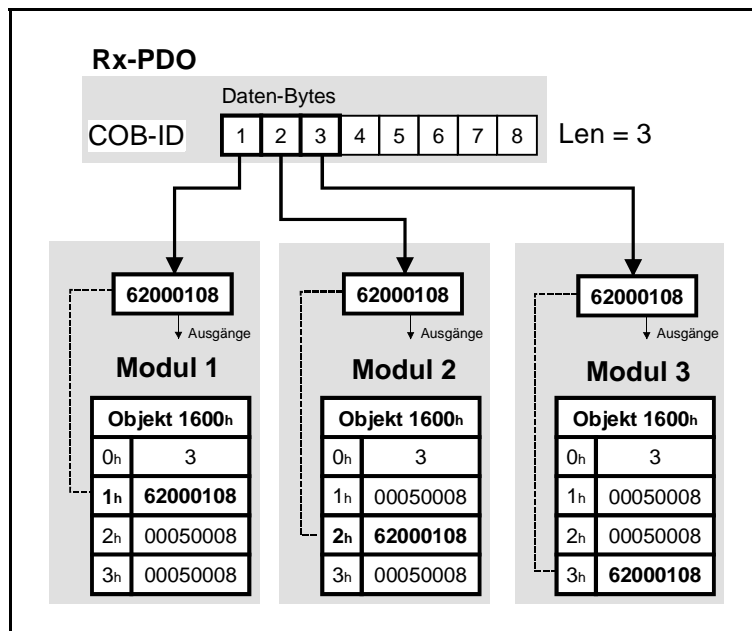 Rx-PDO
Daten-Bytes
COB-ID 1 2 3 4 5 6 7 8 Len = 3
62000108 62000108 62000108
Ausgänge Ausgänge Ausgänge
Modul 1 Modul 2 Modul 3
Objekt 1600h Objekt 1600h Objekt 1600h
0h 3 0h 3 0h 3
1h 62000108 1h 00050008 1h 00050008
2h 00050008 2h 62000108 2h 00050008
3h 00050008 3h 00050008 3h 62000108